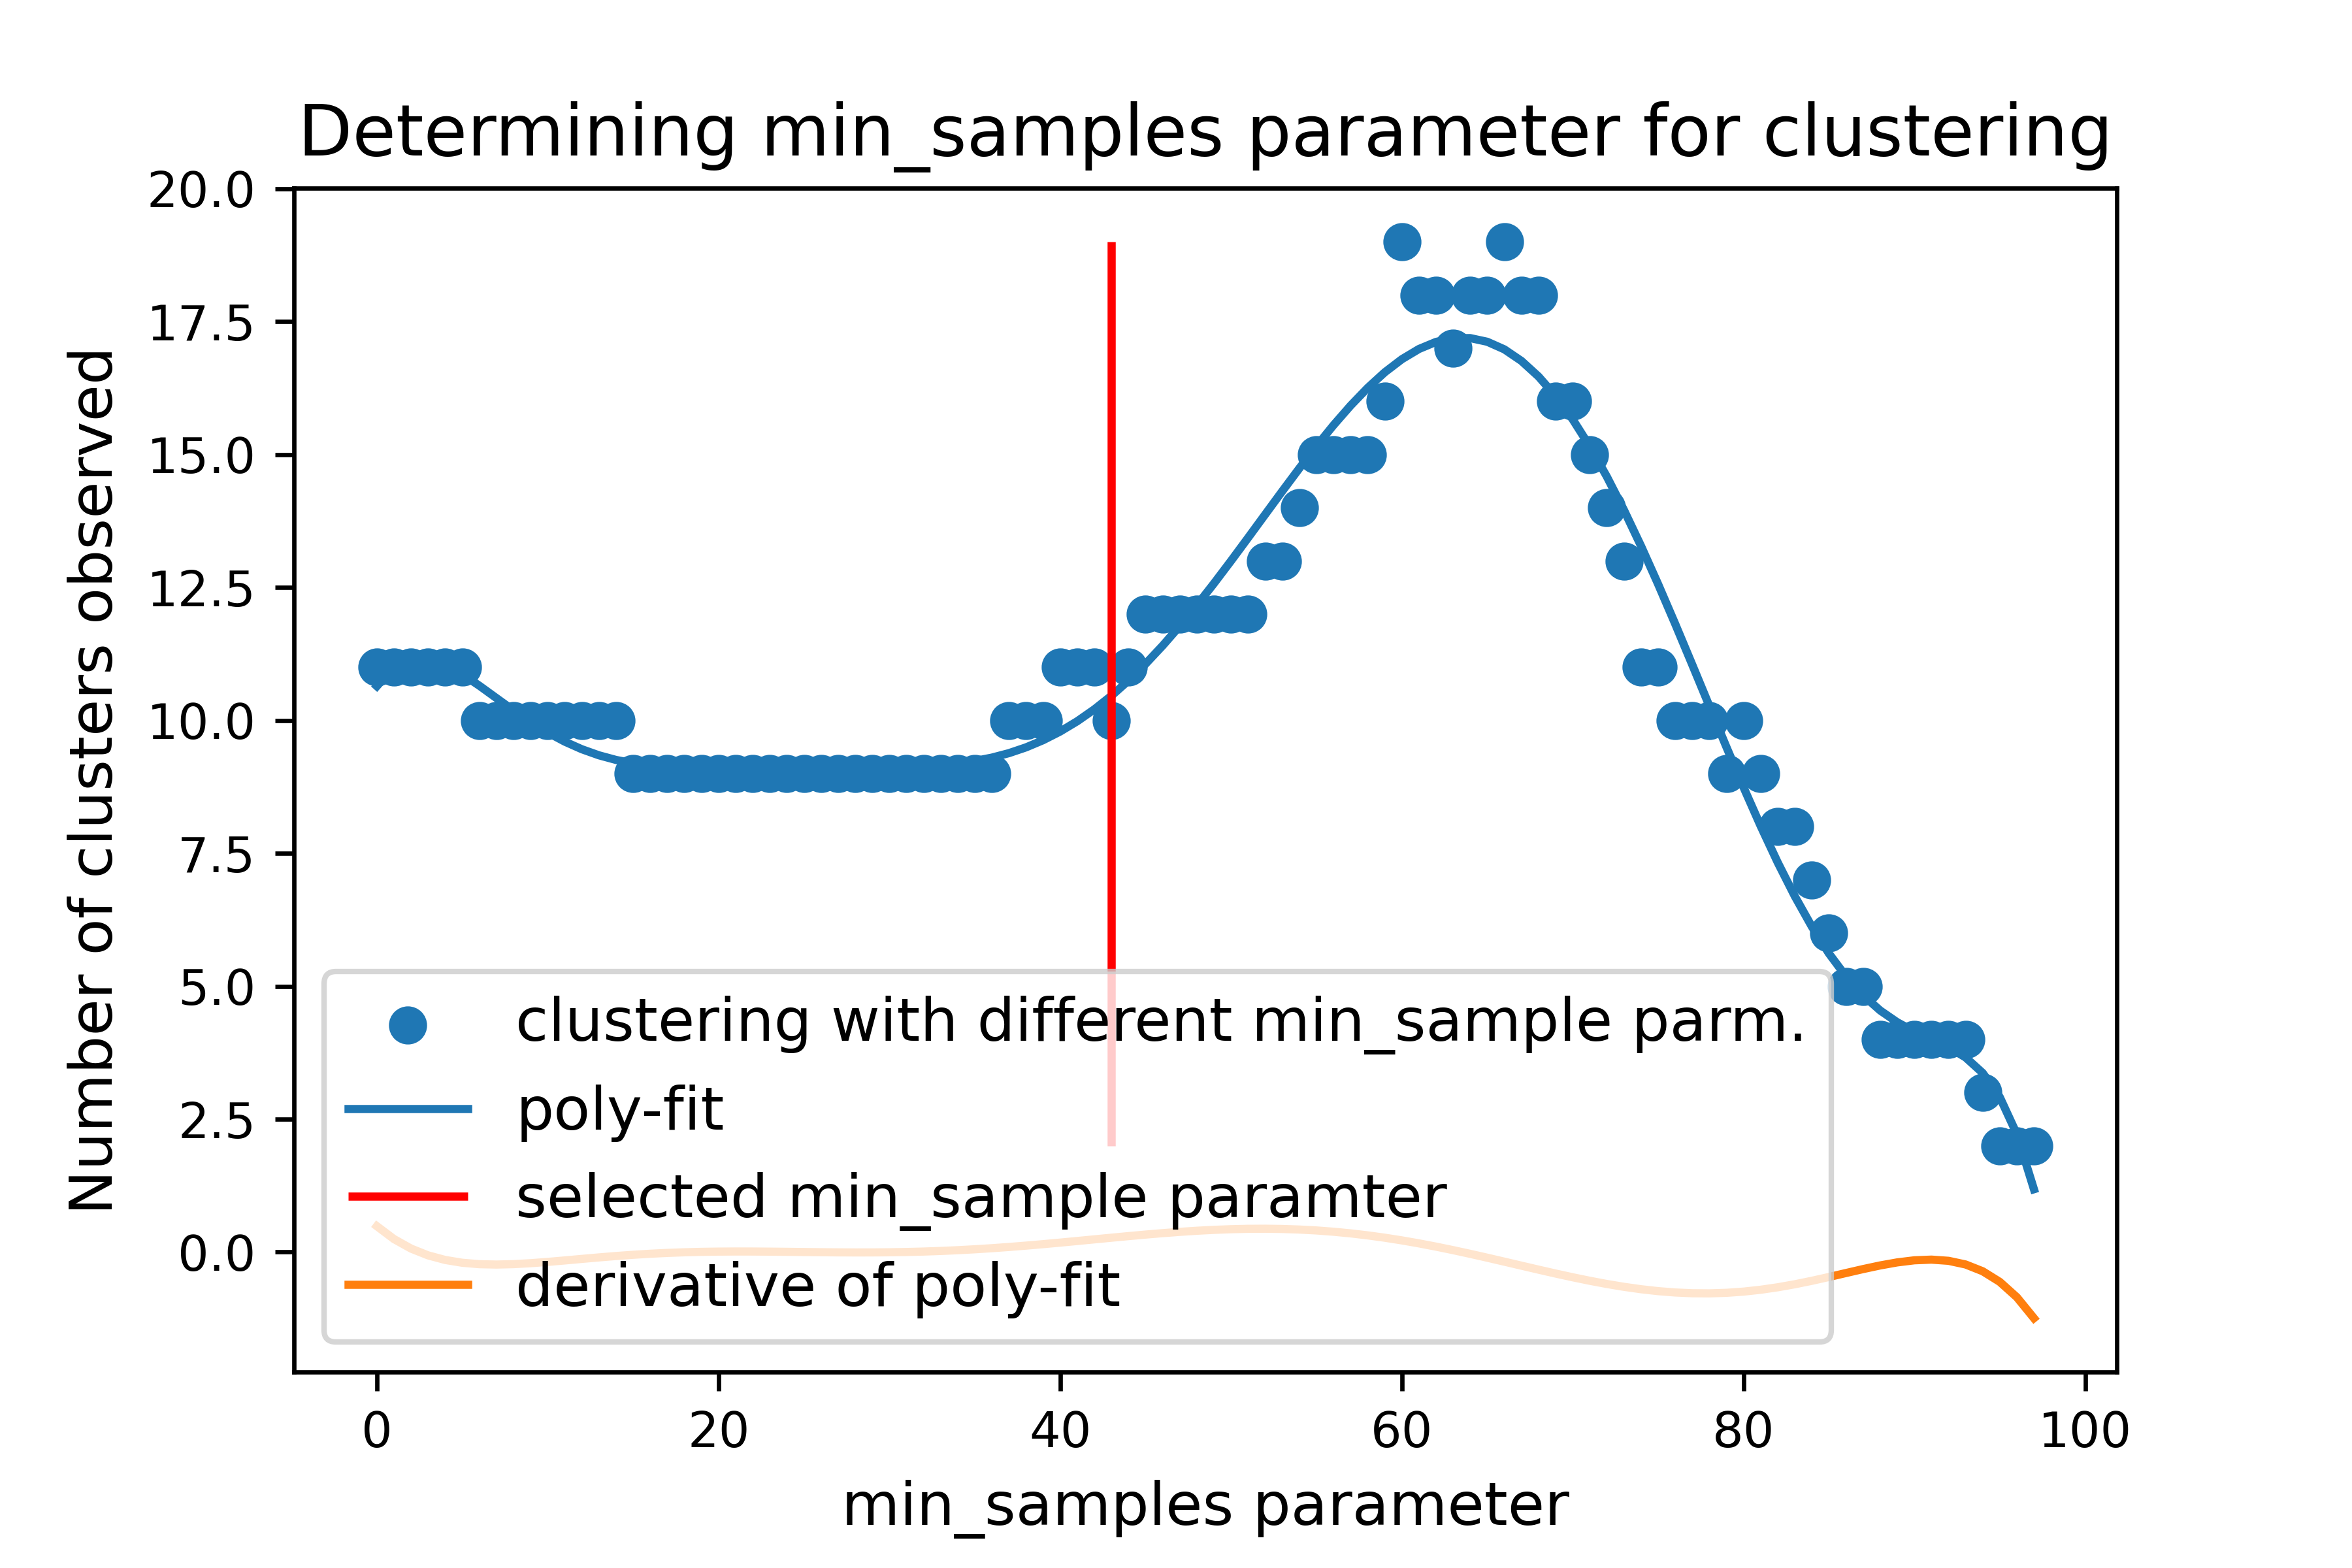 Determining min_samples parameter for clustering
Number of clusters observed
20.0
17.5
15.0
12.5
10.0
7.5
5.0
2.5
0.0
clustering with different min_sample parm.
poly-fit
selected min_sample paramter
derivative of poly-fit
0 20 40 60 80 100
min_samples parameter